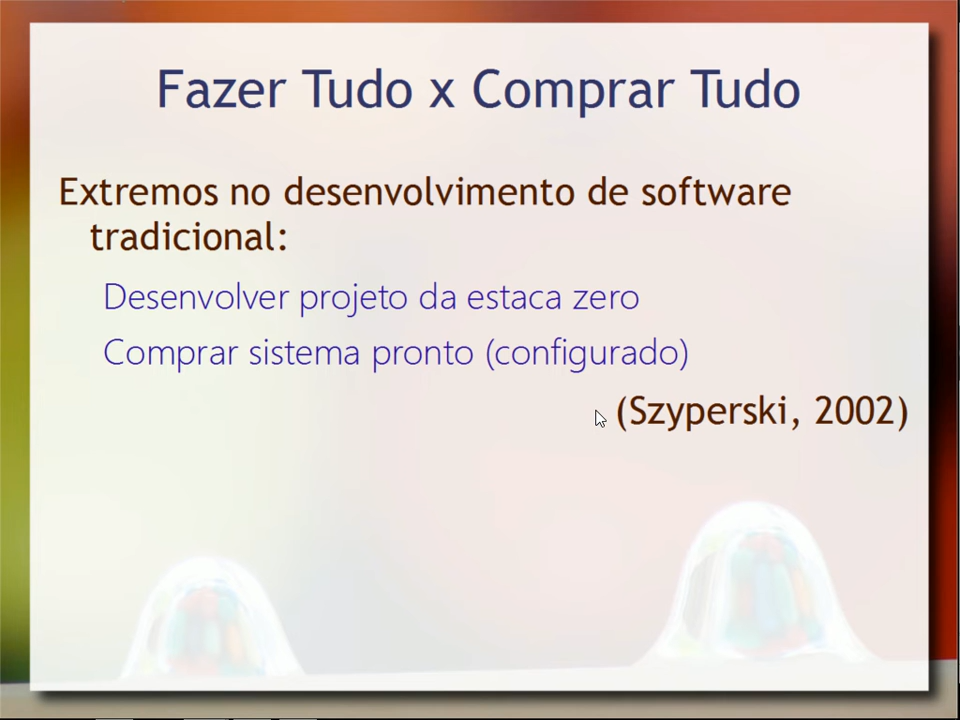 Fazer Tudo x Comprar Tudo
Extremos no desenvolvimento de software
tradicional:
Desenvolver projeto da estaca zero
Comprar sistema pronto (configurado)
(Szyperski, 2002)